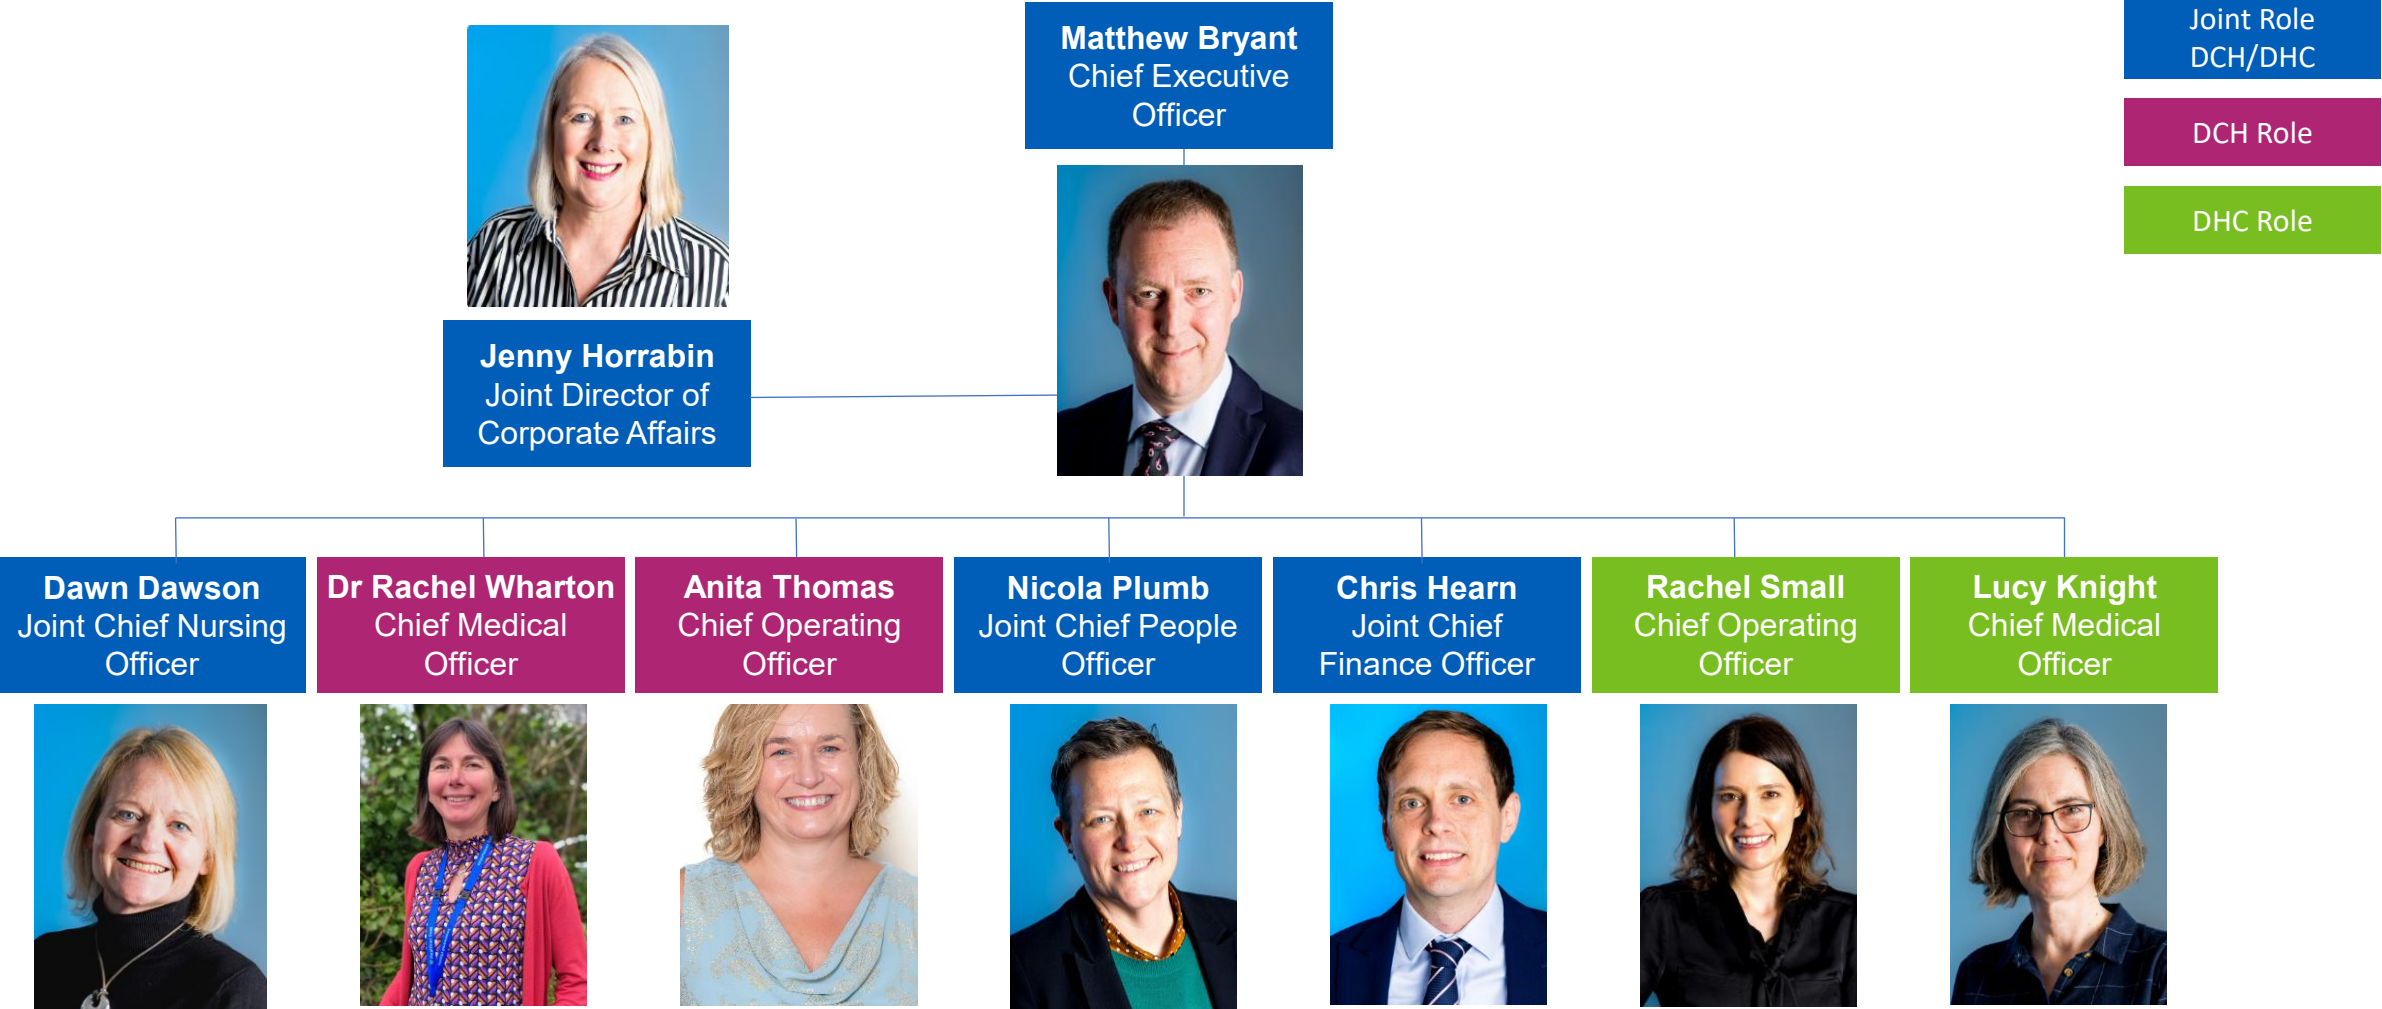 Matthew Bryant
Chief Executive
Officer
Joint Role
DCH/DHC
DCH Role
DHC Role
Jenny Horrabin
Joint Director of
Corporate Affairs
Dawn Dawson
Joint Chief Nursing
Officer
Dr Rachel Wharton
Chief Medical
Officer
Anita Thomas
Chief Operating
Officer
Nicola Plumb
Joint Chief People
Officer
Chris Hearn
Joint Chief
Finance Officer
Rachel Small
Chief Operating
Officer
Lucy Knight
Chief Medical
Officer